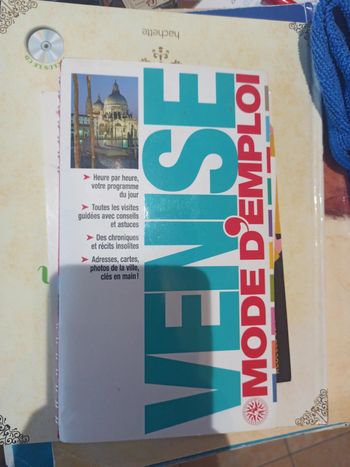 hachette
VENISE
MODE D'EMPLOI
➤ Heure par heure,
votre programme
du jour
➤ Toutes les visites
guidées avec conseils
et astuces
➤ Des chroniques
et récits insolites
➤ Adresses, cartes,
photos de la ville,
clés en main !